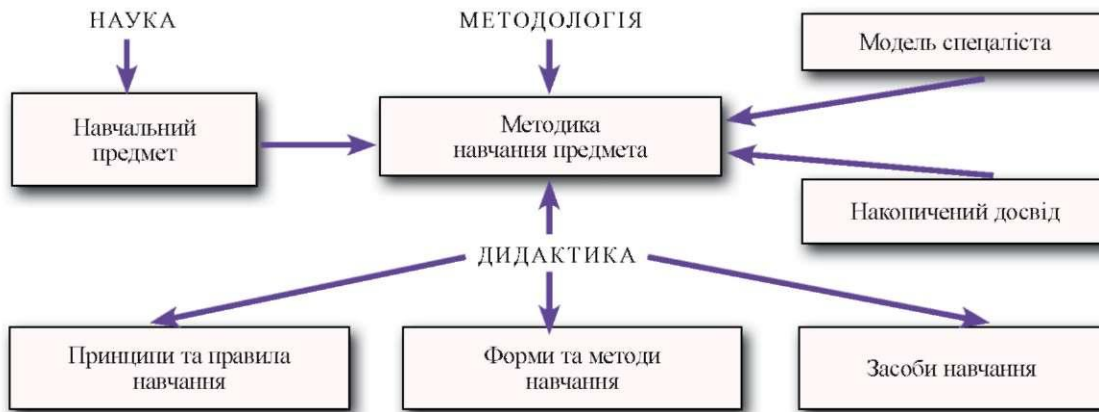 НАУКА
МЕТОДОЛОГІЯ
Модель спецаліста
Навчальний
предмет
Методика
навчання предмета
Накопичений досвід
ДИДАКТИКА
Принципи та правила
навчання
Форми та методи
навчання
Засоби навчання